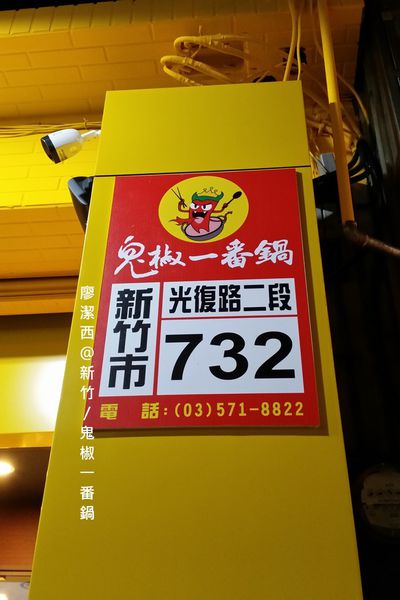 鬼椒一番鍋
新竹市
光復路二段
732
電話:(03)571-8822
廖潔西@新竹/鬼椒一番鍋